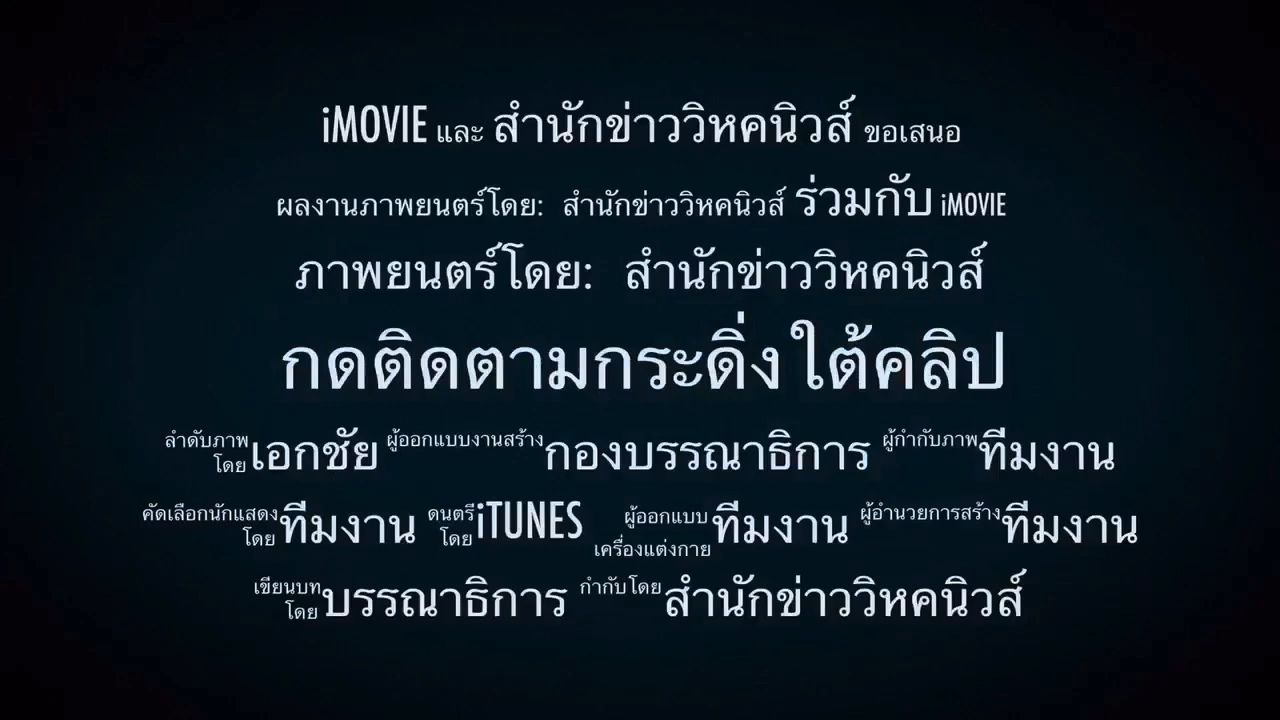 iMOVIE และ สำนักข่าววิหคนิวส์ ขอเสนอ
ผลงานภาพยนตร์โดย: สำนักข่าววิหคนิวส์ ร่วมกับ iMOVIE
ภาพยนตร์โดย: สำนักข่าววิหคนิวส์
กดติดตามกระดิ่ง ใต้คลิป
ลำดับภาพโดย เอกชัย ผู้ออกแบบงานสร้าง กองบรรณาธิการ ผู้กำกับภาพ ทีมงาน
คัดเลือกนักแสดงโดย ทีมงาน ดนตรีโดย iTUNES ผู้ออกแบบเครื่องแต่งกาย ทีมงาน ผู้อำนวยการสร้าง ทีมงาน
เขียนบทโดย บรรณาธิการ กำกับโดย สำนักข่าววิหคนิวส์